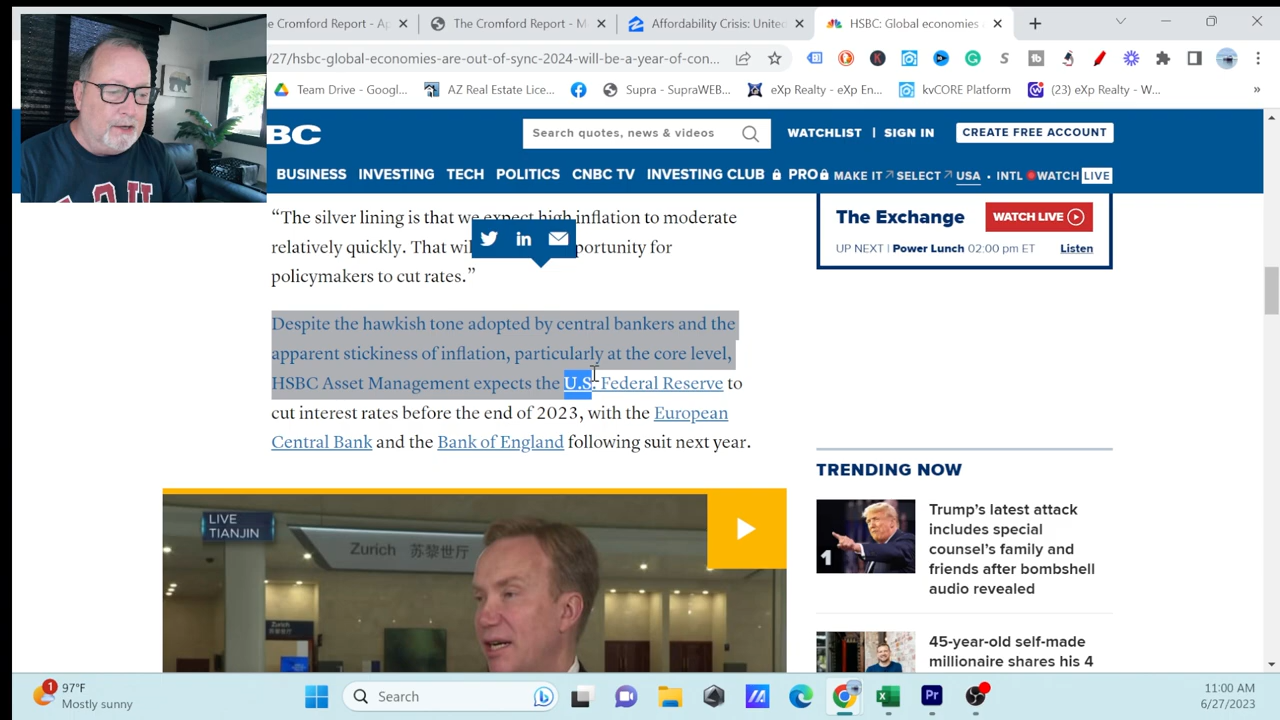 he Cromford Report - Ap
The Cromford Report - M
Affordability Crisis: Unite
HSBC: Global economies
/27/hsbc-global-economies-are-out-of-sync-2024-will-be-a-year-of-con...
Team Drive - Googl...
AZ Real Estate Lice...
Supra - SupraWEB
eXp Realty - eXp En...
kvCORE Platform
(23) eXp Realty - W...
»
BC
Search quotes, news & videos
WATCHLIST | SIGN IN
CREATE FREE ACCOUNT
BUSINESS INVESTING TECH POLITICS CNBC TV INVESTING CLUB PRO MAKE IT SELECT USA • INTL WATCH LIVE
“The silver lining is that we expect high inflation to moderate
relatively quickly. That wil portunity for
policymakers to cut rates.”
Despite the hawkish tone adopted by central bankers and the
apparent stickiness of inflation, particularly at the core level,
HSBC Asset Management expects the U.S. Federal Reserve to
cut interest rates before the end of 2023, with the European
Central Bank and the Bank of England following suit next year.
The Exchange
WATCH LIVE
UP NEXT | Power Lunch 02:00 pm ET
Listen
TRENDING NOW
Trump’s latest attack
includes special
counsel’s family and
friends after bombshell
audio revealed
1
45-year-old self-made
millionaire shares his 4
LIVE
TIANJIN
Zurich 苏黎世厅
Zurich
1
97°F
Mostly sunny
Search
Pr
11:00 AM
6/27/2023